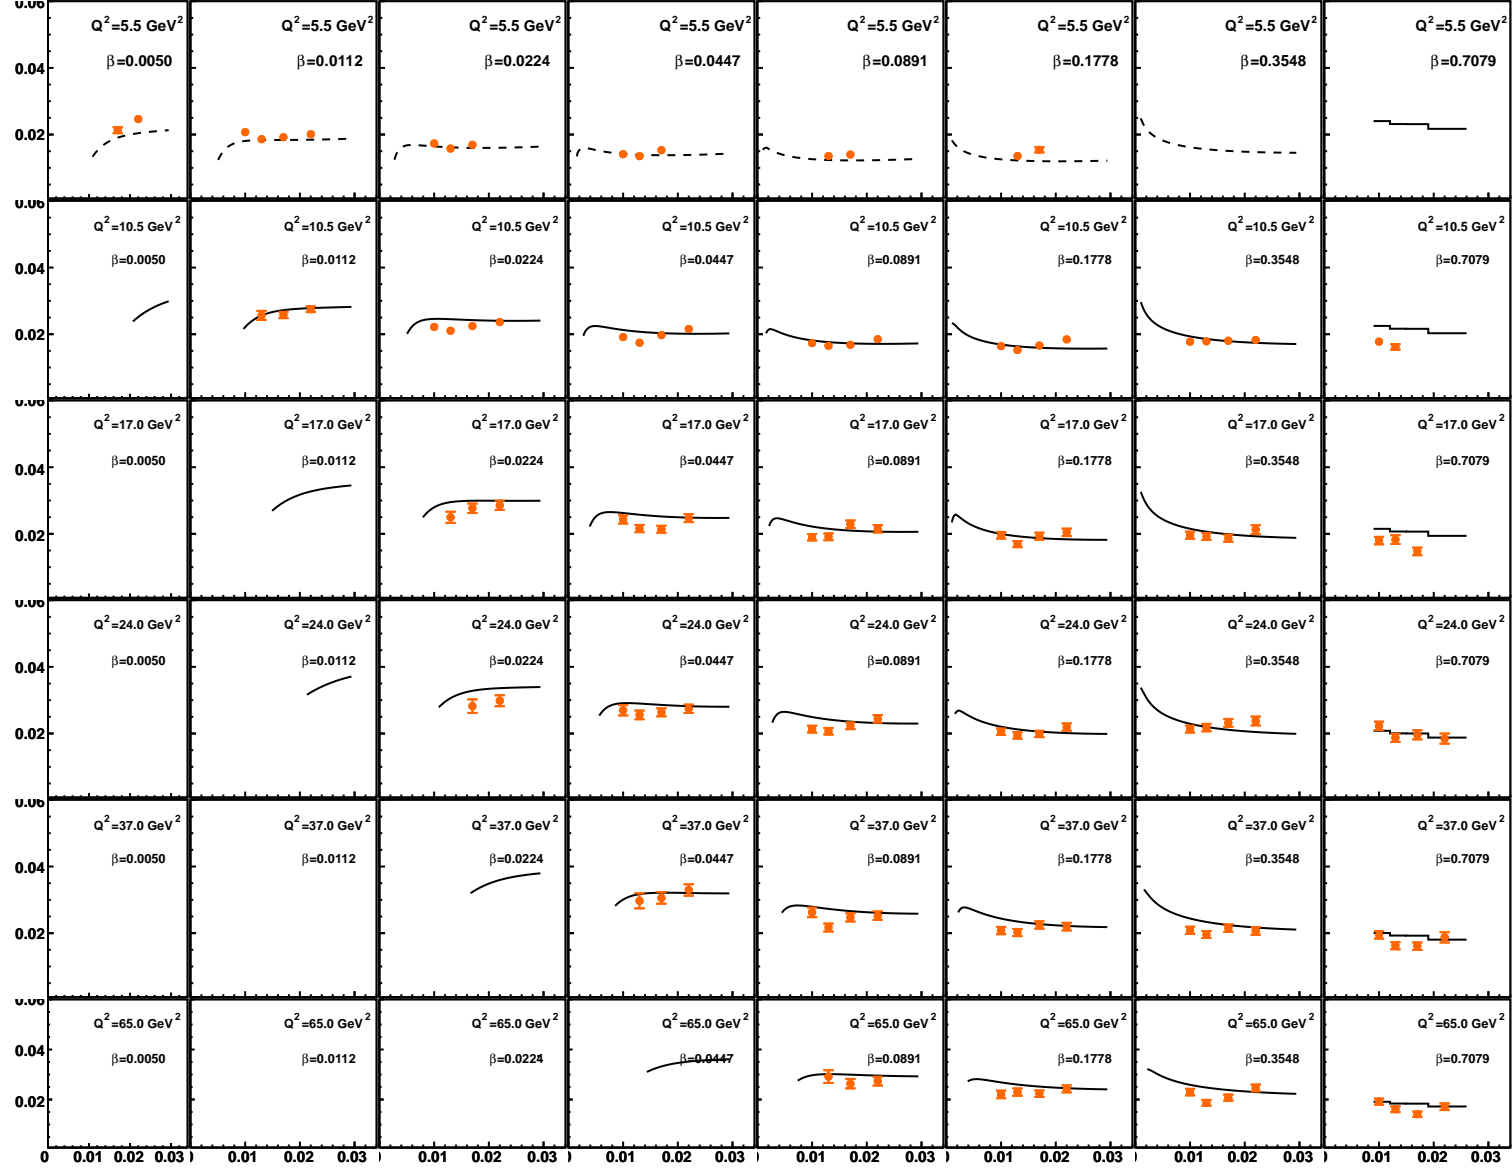 0.06
Q²=5.5 GeV² Q²=5.5 GeV² Q²=5.5 GeV² Q²=5.5 GeV² Q²=5.5 GeV² Q²=5.5 GeV² Q²=5.5 GeV² Q²=5.5 GeV²
0.04 β=0.0050 β=0.0112 β=0.0224 β=0.0447 β=0.0891 β=0.1778 β=0.3548 β=0.7079
0.02
0.06
Q²=10.5 GeV² Q²=10.5 GeV² Q²=10.5 GeV² Q²=10.5 GeV² Q²=10.5 GeV² Q²=10.5 GeV² Q²=10.5 GeV² Q²=10.5 GeV²
0.04 β=0.0050 β=0.0112 β=0.0224 β=0.0447 β=0.0891 β=0.1778 β=0.3548 β=0.7079
0.02
0.06
Q²=17.0 GeV² Q²=17.0 GeV² Q²=17.0 GeV² Q²=17.0 GeV² Q²=17.0 GeV² Q²=17.0 GeV² Q²=17.0 GeV² Q²=17.0 GeV²
0.04 β=0.0050 β=0.0112 β=0.0224 β=0.0447 β=0.0891 β=0.1778 β=0.3548 β=0.7079
0.02
0.06
Q²=24.0 GeV² Q²=24.0 GeV² Q²=24.0 GeV² Q²=24.0 GeV² Q²=24.0 GeV² Q²=24.0 GeV² Q²=24.0 GeV² Q²=24.0 GeV²
0.04 β=0.0050 β=0.0112 β=0.0224 β=0.0447 β=0.0891 β=0.1778 β=0.3548 β=0.7079
0.02
0.06
Q²=37.0 GeV² Q²=37.0 GeV² Q²=37.0 GeV² Q²=37.0 GeV² Q²=37.0 GeV² Q²=37.0 GeV² Q²=37.0 GeV² Q²=37.0 GeV²
0.04 β=0.0050 β=0.0112 β=0.0224 β=0.0447 β=0.0891 β=0.1778 β=0.3548 β=0.7079
0.02
0.06
Q²=65.0 GeV² Q²=65.0 GeV² Q²=65.0 GeV² Q²=65.0 GeV² Q²=65.0 GeV² Q²=65.0 GeV² Q²=65.0 GeV² Q²=65.0 GeV²
0.04 β=0.0050 β=0.0112 β=0.0224 β=0.0447 β=0.0891 β=0.1778 β=0.3548 β=0.7079
0.02
0 0.01 0.02 0.03 0.01 0.02 0.03 0.01 0.02 0.03 0.01 0.02 0.03 0.01 0.02 0.03 0.01 0.02 0.03 0.01 0.02 0.03 0.01 0.02 0.03